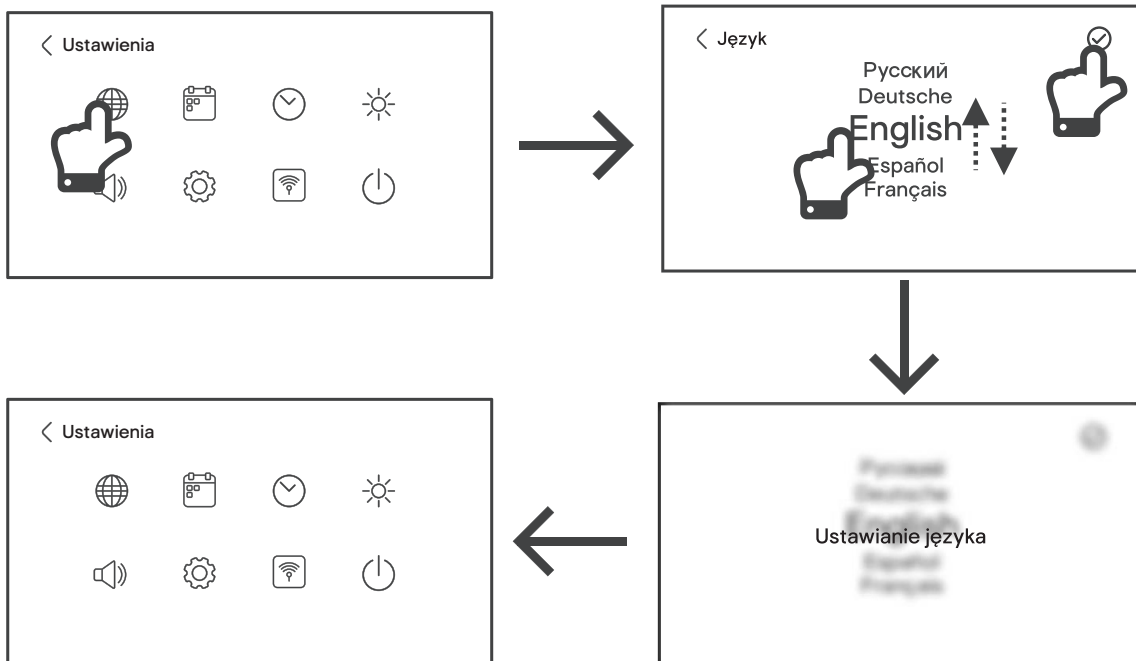 Ustawienia
Język
Русский
Deutsche
English
Español
Français
Ustawienia
Ustawianie języka